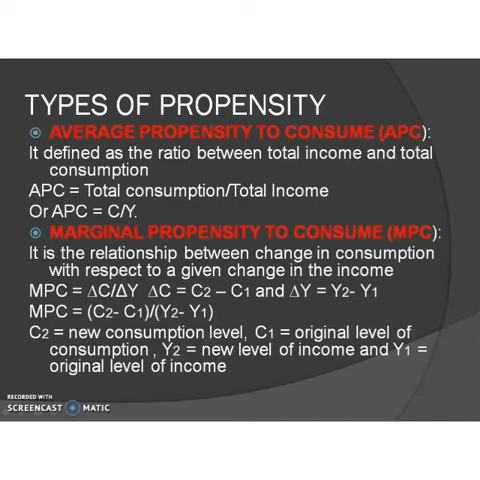 TYPES OF PROPENSITY
AVERAGE PROPENSITY TO CONSUME (APC):
It defined as the ratio between total income and total
consumption
APC = Total consumption/Total Income
Or APC = C/Y.
MARGINAL PROPENSITY TO CONSUME (MPC):
It is the relationship between change in consumption
with respect to a given change in the income
MPC = ∆C/∆Y ∆C = C2 – C1 and ∆Y = Y2- Y1
MPC = (C2- C1)/(Y2- Y1)
C2 = new consumption level, C1 = original level of
consumption , Y2 = new level of income and Y1 =
original level of income
RECORDED WITH
SCREENCAST MATIC